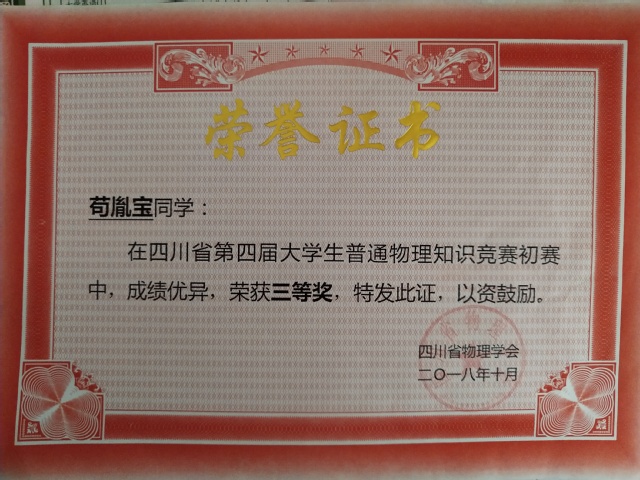 荣誉证书
苟胤宝同学：
在四川省第四届大学生普通物理知识竞赛初赛
中，成绩优异，荣获三等奖，特发此证，以资鼓励。
四川省物理学会
二〇一八年十月